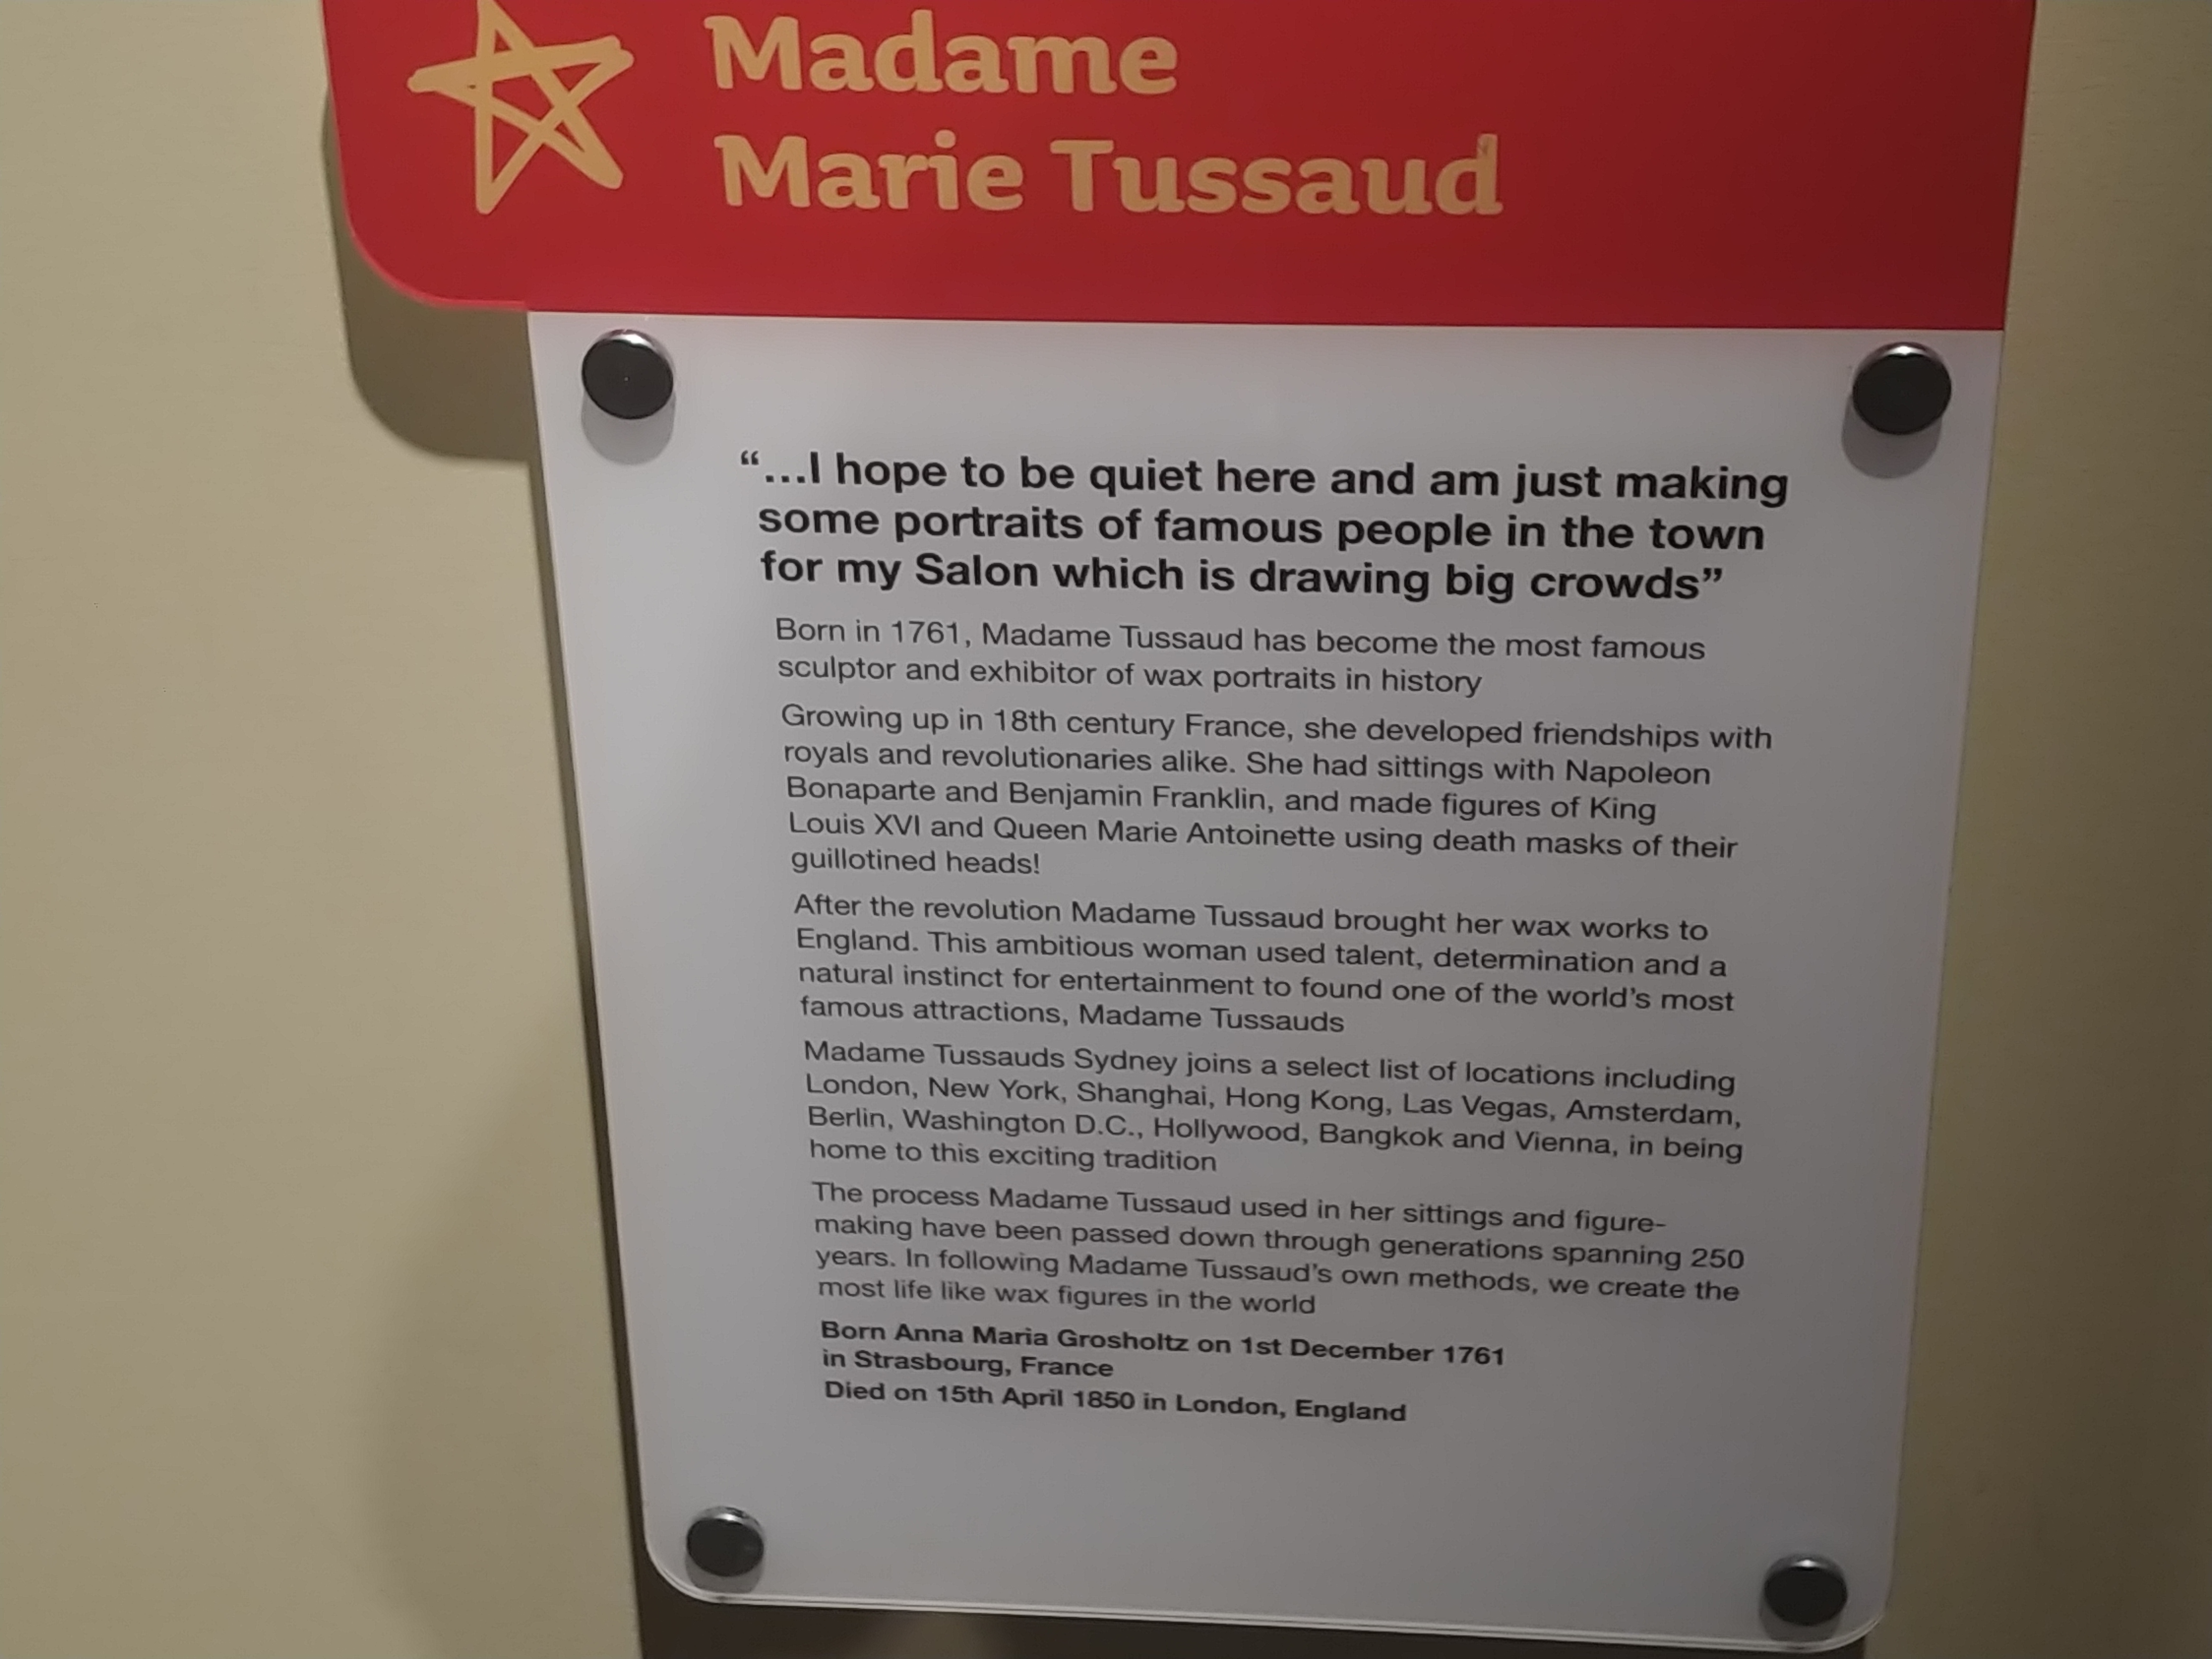 Madame
Marie Tussaud
“...I hope to be quiet here and am just making
some portraits of famous people in the town
for my Salon which is drawing big crowds”
Born in 1761, Madame Tussaud has become the most famous
sculptor and exhibitor of wax portraits in history
Growing up in 18th century France, she developed friendships with
royals and revolutionaries alike. She had sittings with Napoleon
Bonaparte and Benjamin Franklin, and made figures of King
Louis XVI and Queen Marie Antoinette using death masks of their
guillotined heads!
After the revolution Madame Tussaud brought her wax works to
England. This ambitious woman used talent, determination and a
natural instinct for entertainment to found one of the world’s most
famous attractions, Madame Tussauds
Madame Tussauds Sydney joins a select list of locations including
London, New York, Shanghai, Hong Kong, Las Vegas, Amsterdam,
Berlin, Washington D.C., Hollywood, Bangkok and Vienna, in being
home to this exciting tradition
The process Madame Tussaud used in her sittings and figure-
making have been passed down through generations spanning 250
years. In following Madame Tussaud’s own methods, we create the
most life like wax figures in the world
Born Anna Maria Grosholtz on 1st December 1761
in Strasbourg, France
Died on 15th April 1850 in London, England